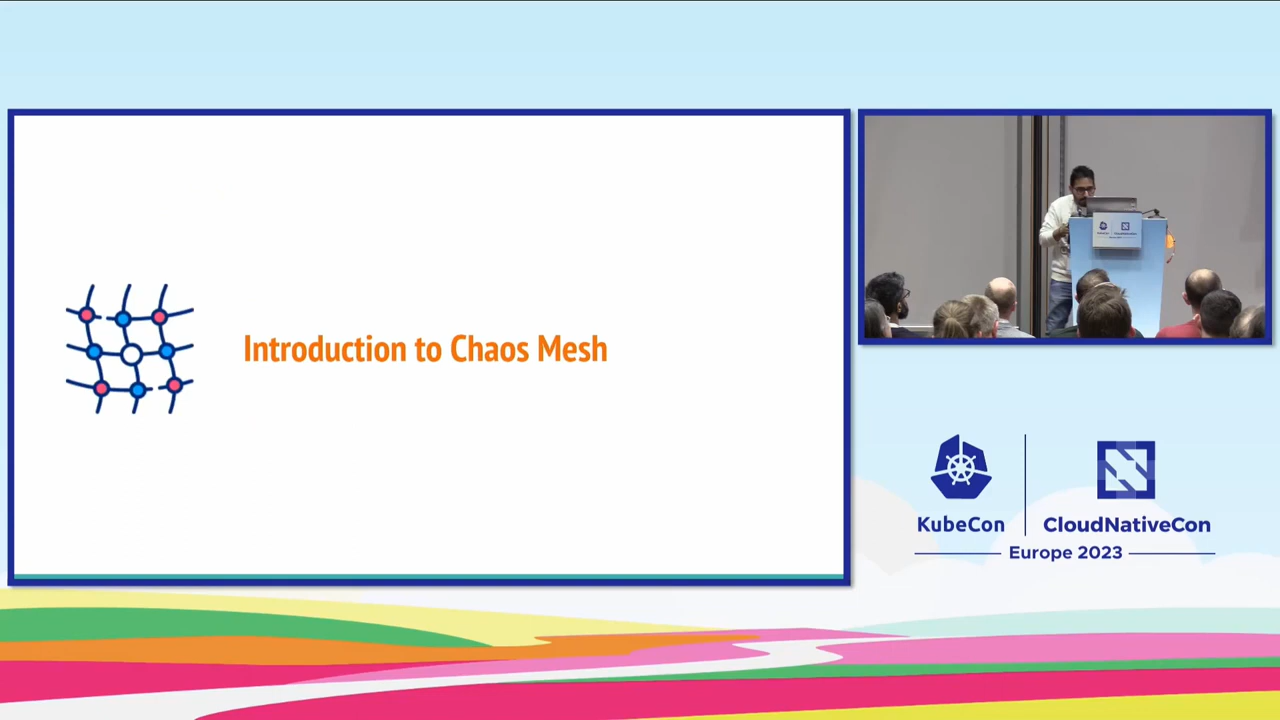 Introduction to Chaos Mesh
KubeCon
CloudNativeCon
Europe 2023